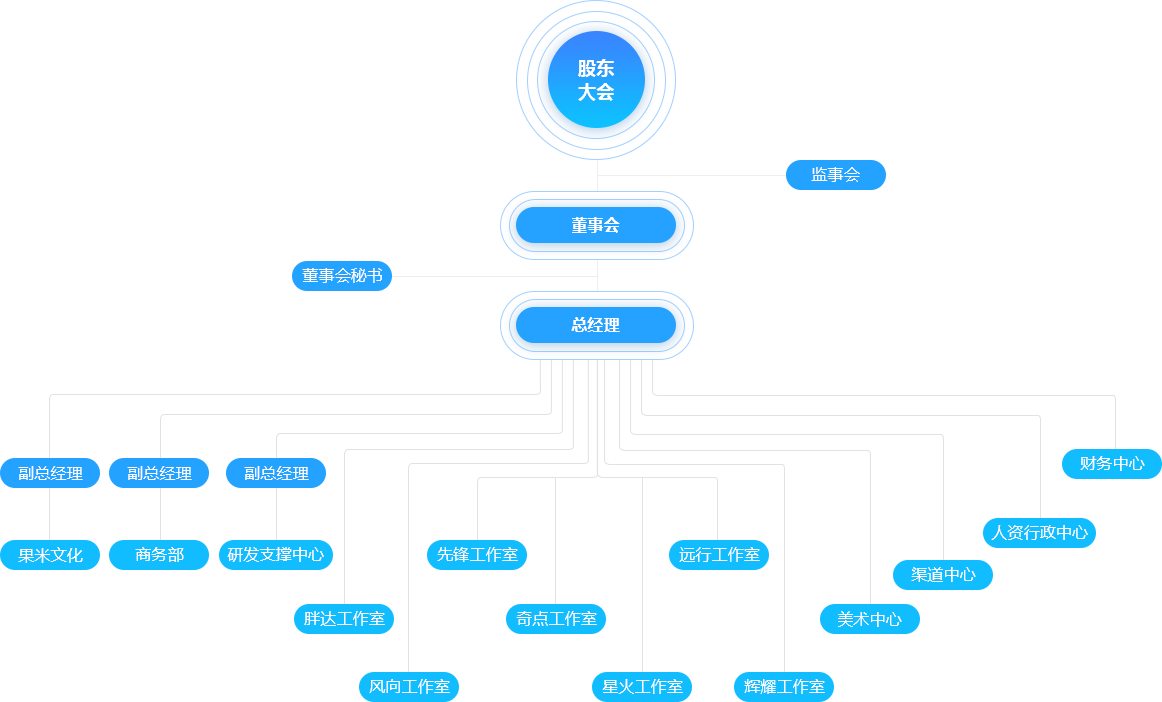 股东
大会
监事会
董事会
董事会秘书
总经理
副总经理
副总经理
副总经理
财务中心
人资行政中心
果米文化
商务部
研发支撑中心
先锋工作室
远行工作室
渠道中心
胖达工作室
奇点工作室
美术中心
风向工作室
星火工作室
辉耀工作室